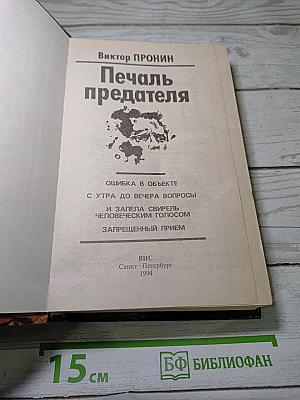 Виктор ПРОНИН
Печаль
предателя
ОШИБКА В ОБЪЕКТЕ
С УТРА ДО ВЕЧЕРА ВОПРОСЫ
И ЗАПЕЛА СВИРЕЛЬ
ЧЕЛОВЕЧЕСКИМ ГОЛОСОМ
ЗАПРЕЩЕННЫЙ ПРИЕМ
ВИС
Санкт-Петербург
1994
15 см
БФ БИБЛИОФАН